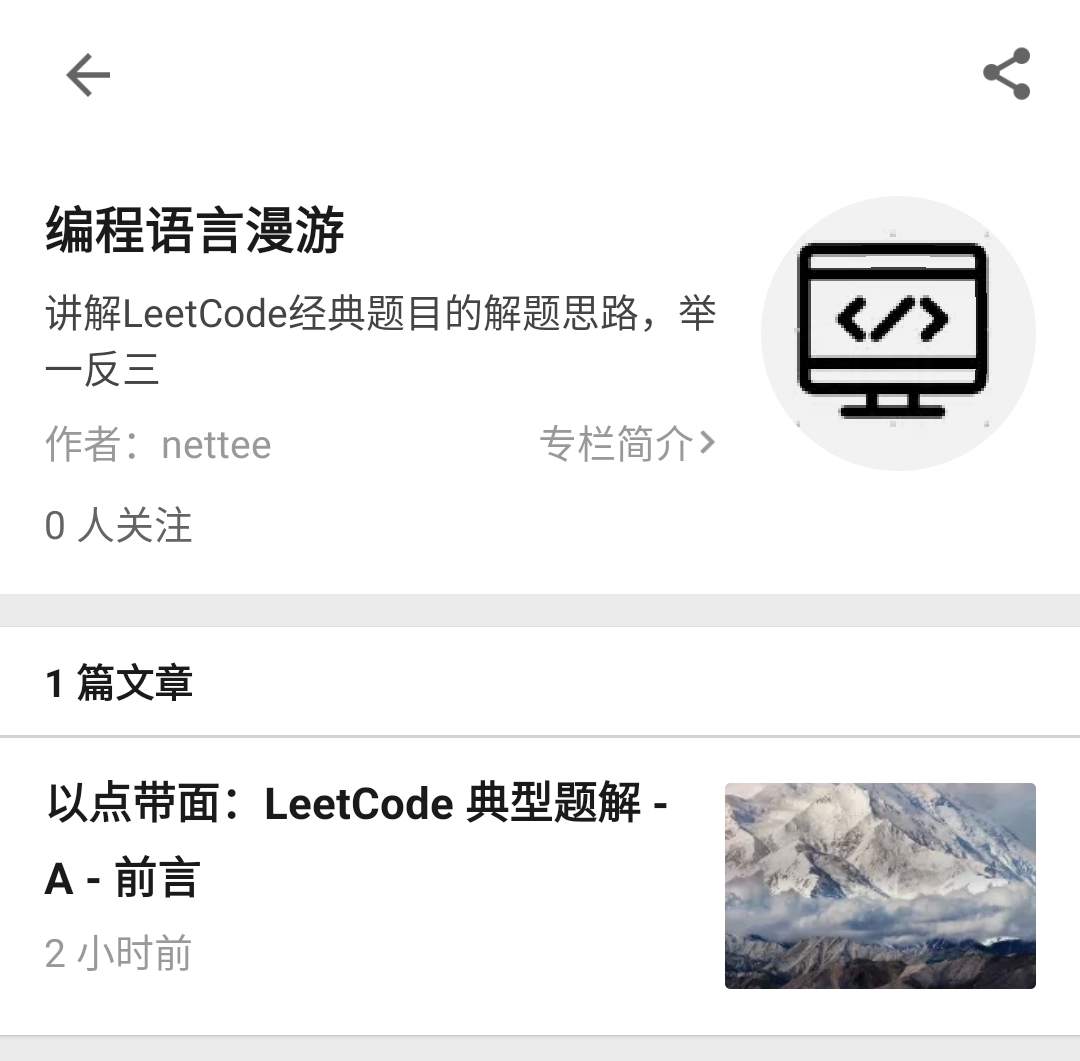 编程语言漫游
讲解LeetCode经典题目的解题思路，举
一反三
作者：nettee
专栏简介
0 人关注
1 篇文章
以点带面：LeetCode 典型题解 -
A - 前言
2 小时前